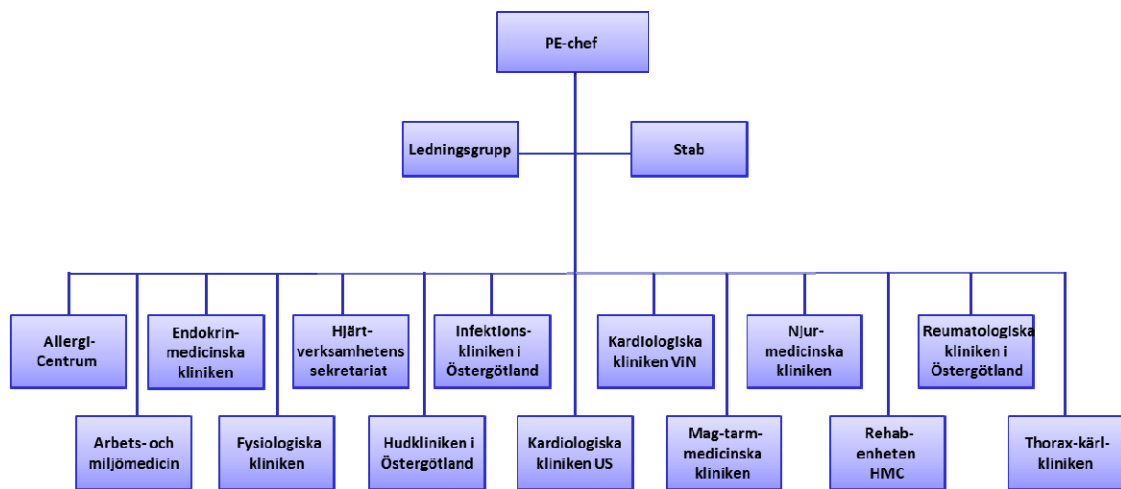 PE-chef
Ledningsgrupp
Stab
Allergi-
Centrum
Endokrin-
medicinska
kliniken
Hjärt-
verksamhetens
sekretariat
Infektions-
kliniken i
Östergötland
Kardiologiska
kliniken ViN
Njur-
medicinska
kliniken
Reumatologiska
kliniken i
Östergötland
Arbets- och
miljömedicin
Fysiologiska
kliniken
Hudkliniken i
Östergötland
Kardiologiska
kliniken US
Mag-tarm-
medicinska
kliniken
Rehab-
enheten
HMC
Thorax-kärl-
kliniken